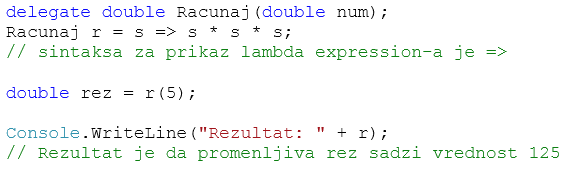 delegate double Racunaj(double num);
Racunaj r = s => s * s * s;
// sintaksa za prikaz lambda expression-a je =>
double rez = r(5);
Console.WriteLine("Rezultat: " + r);
// Rezultat je da promenljiva rez sadzi vrednost 125